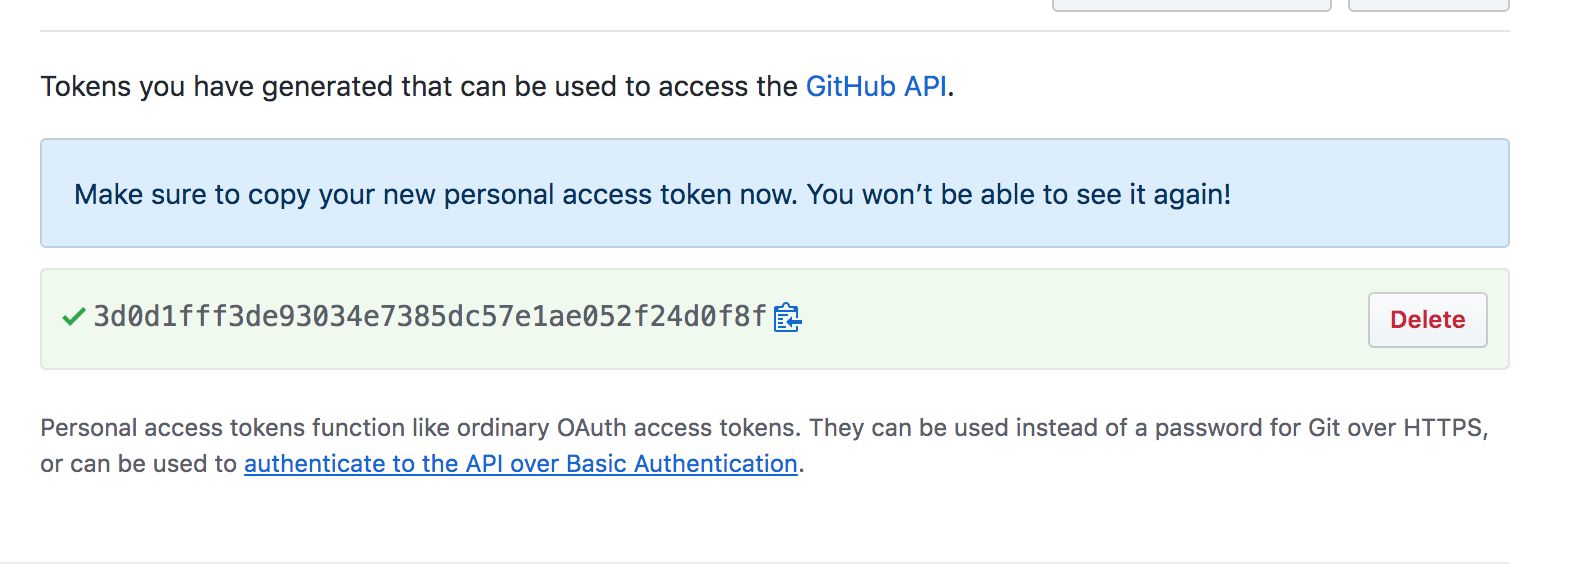 Tokens you have generated that can be used to access the GitHub API.
Make sure to copy your new personal access token now. You won’t be able to see it again!
3d0d1fff3de93034e7385dc57e1ae052f24d0f8f
Delete
Personal access tokens function like ordinary OAuth access tokens. They can be used instead of a password for Git over HTTPS,
or can be used to authenticate to the API over Basic Authentication.